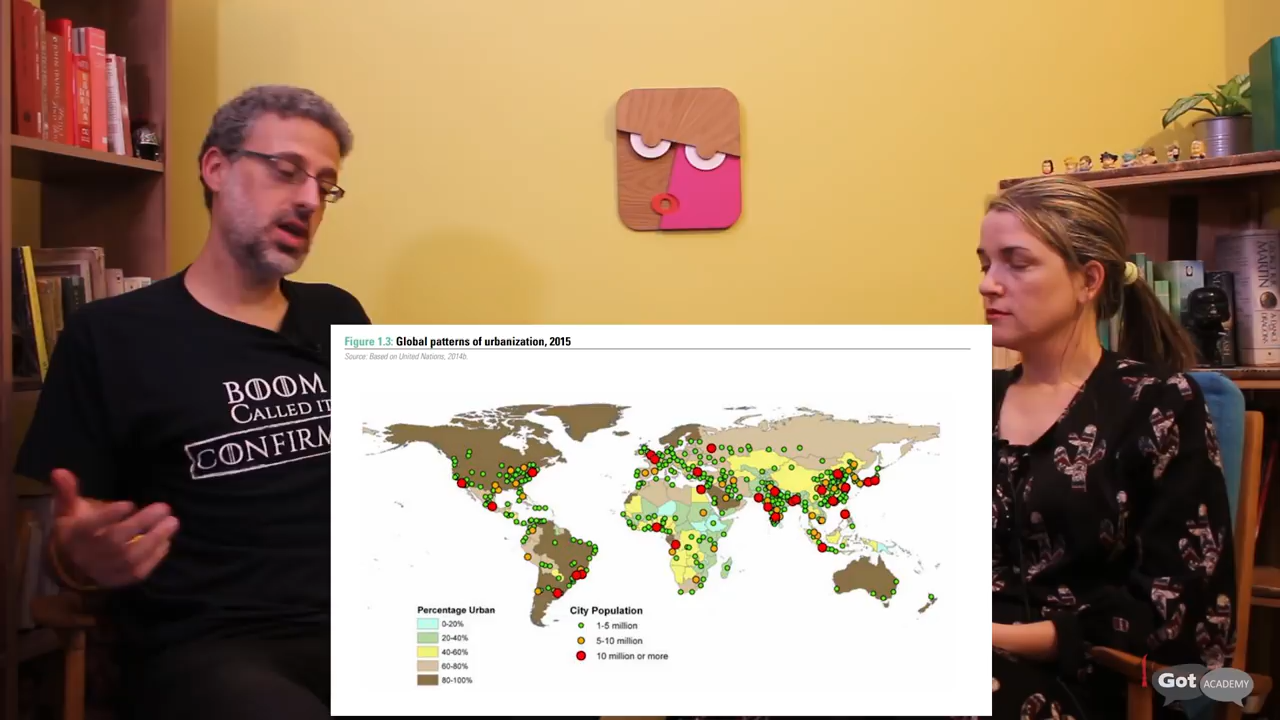 BOOM
CALLED IT
CONFIRM
MARTIN
Figure 1.3: Global patterns of urbanization, 2015
Source: Based on United Nations, 2014b.
Percentage Urban
0-20%
20-40%
40-60%
60-80%
80-100%
City Population
1-5 million
5-10 million
10 million or more
Got ACADEMY